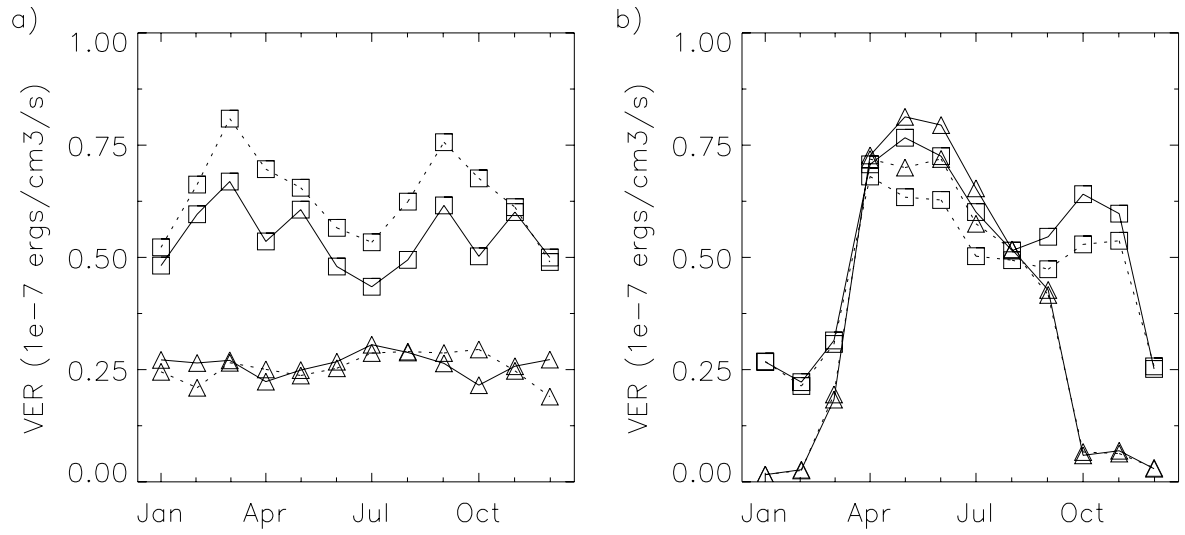 a)
1.00
0.75
0.50
0.25
0.00
VER (1e-7 ergs/cm3/s)
Jan Apr Jul Oct
b)
1.00
0.75
0.50
0.25
0.00
VER (1e-7 ergs/cm3/s)
Jan Apr Jul Oct